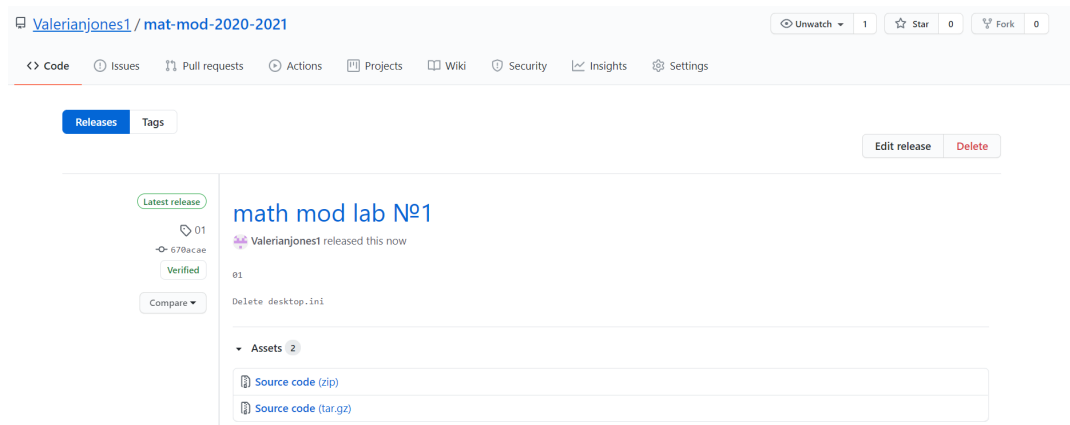 Valerianjones1 / mat-mod-2020-2021
Unwatch 1 Star 0 Fork 0
Code Issues Pull requests Actions Projects Wiki Security Insights Settings
Releases Tags
Edit release Delete
Latest release
01
670acae
Verified
Compare
math mod lab №1
Valerianjones1 released this now
01
Delete desktop.ini
Assets 2
Source code (zip)
Source code (tar.gz)